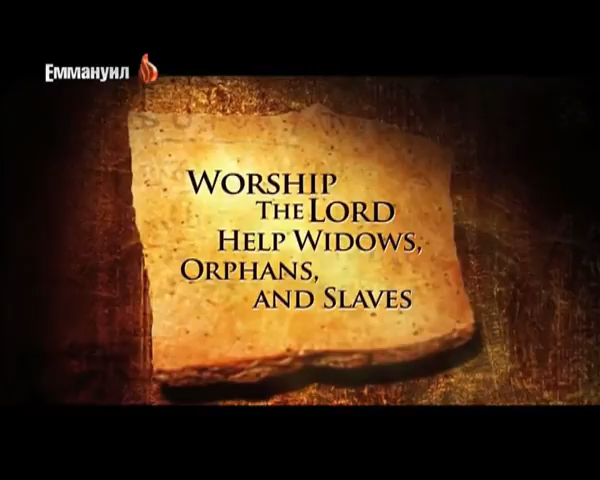 Еммануил
WORSHIP
THE LORD
HELP WIDOWS,
ORPHANS,
AND SLAVES